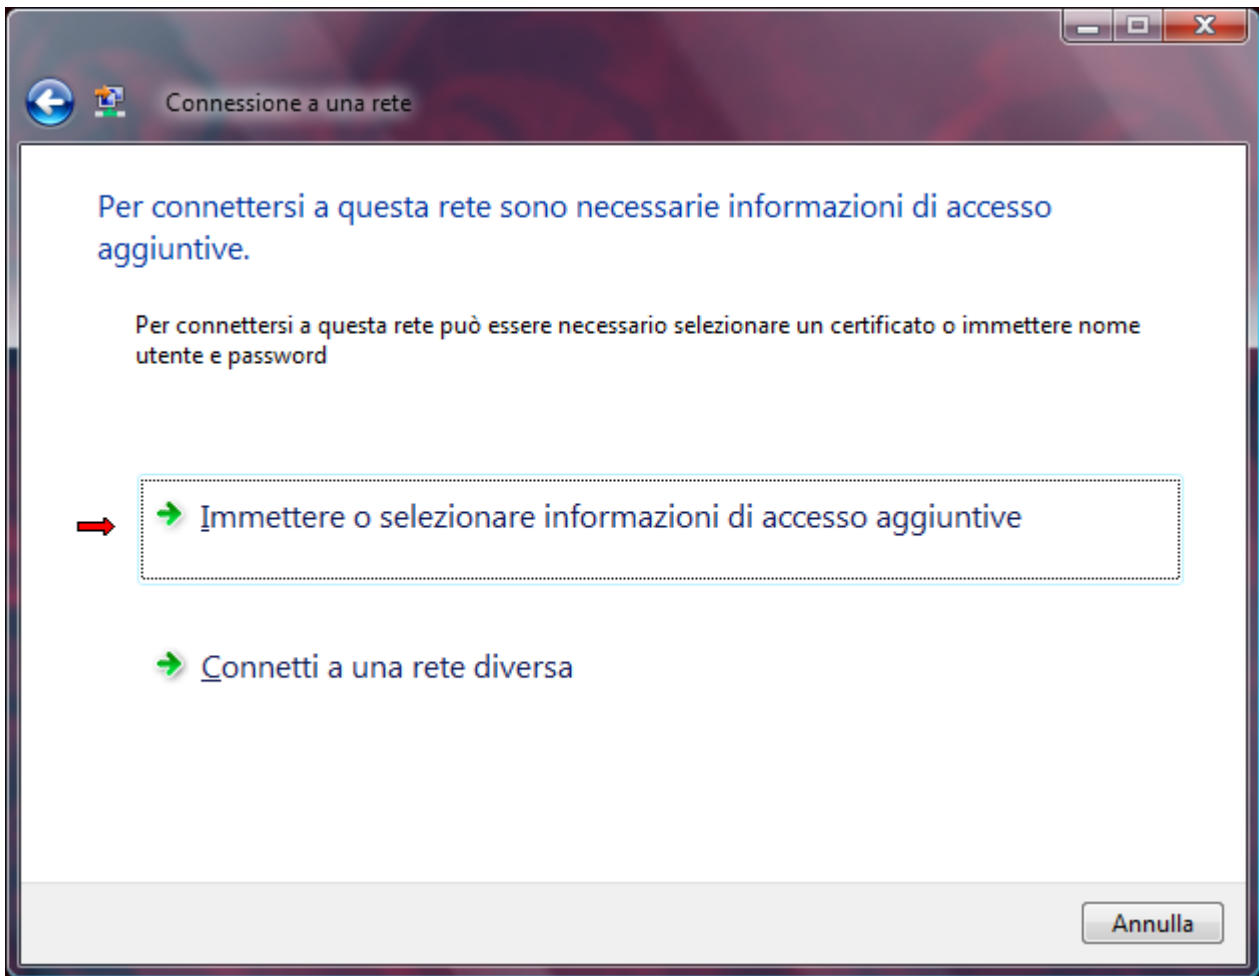 Connessione a una rete
Per connettersi a questa rete sono necessarie informazioni di accesso
aggiuntive.
Per connettersi a questa rete può essere necessario selezionare un certificato o immettere nome
utente e password
Immettere o selezionare informazioni di accesso aggiuntive
Connetti a una rete diversa
Annulla